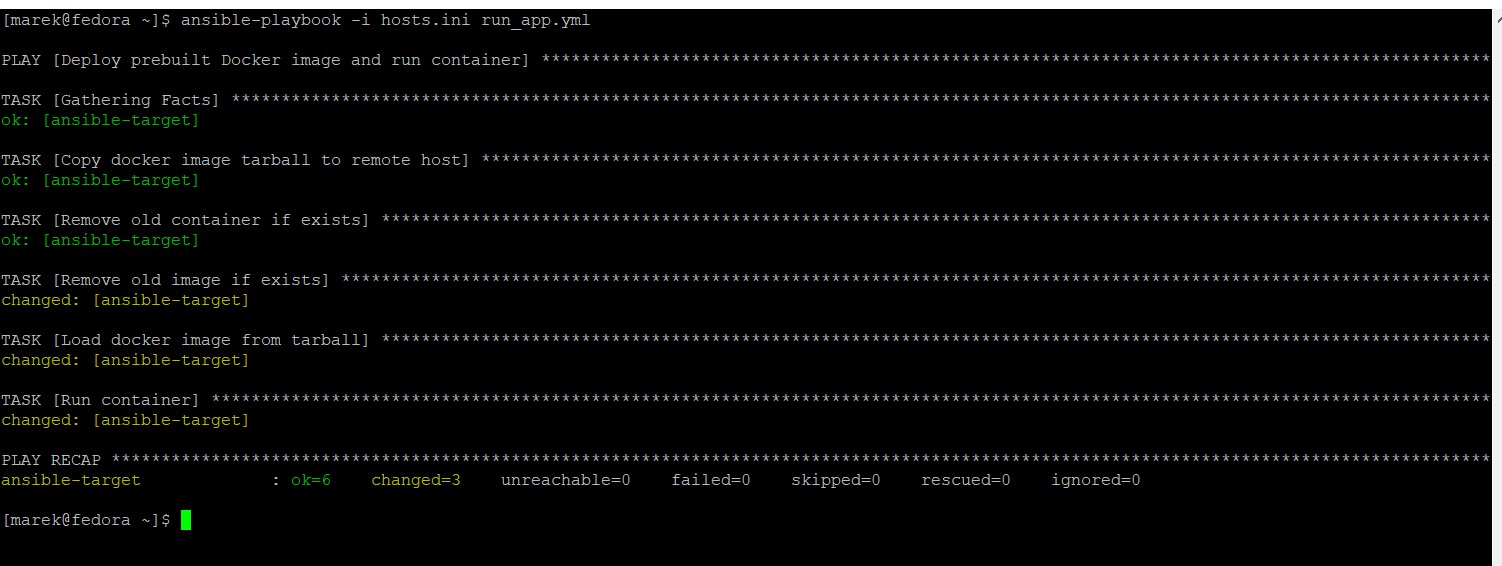 [marek@fedora ~]$ ansible-playbook -i hosts.ini run_app.yml
PLAY [Deploy prebuilt Docker image and run container] ***********************************************************************************************
TASK [Gathering Facts] ******************************************************************************************************************************
ok: [ansible-target]
TASK [Copy docker image tarball to remote host] *****************************************************************************************************
ok: [ansible-target]
TASK [Remove old container if exists] ***************************************************************************************************************
ok: [ansible-target]
TASK [Remove old image if exists] *******************************************************************************************************************
changed: [ansible-target]
TASK [Load docker image from tarball] ***************************************************************************************************************
changed: [ansible-target]
TASK [Run container] ********************************************************************************************************************************
changed: [ansible-target]
PLAY RECAP ******************************************************************************************************************************************
ansible-target             : ok=6    changed=3    unreachable=0    failed=0    skipped=0    rescued=0    ignored=0
[marek@fedora ~]$